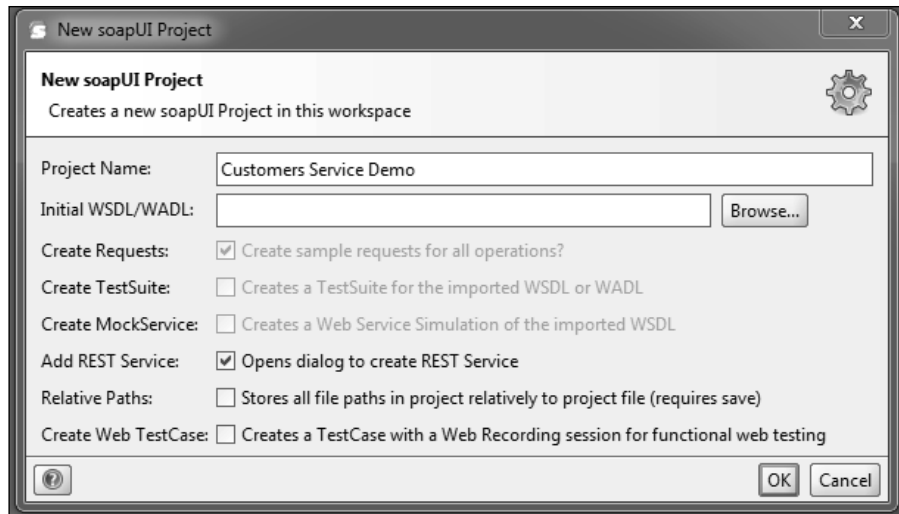 New soapUI Project
New soapUI Project
Creates a new soapUI Project in this workspace
Project Name: Customers Service Demo
Initial WSDL/WADL: Browse...
Create Requests: Create sample requests for all operations?
Create TestSuite: Creates a TestSuite for the imported WSDL or WADL
Create MockService: Creates a Web Service Simulation of the imported WSDL
Add REST Service: Opens dialog to create REST Service
Relative Paths: Stores all file paths in project relatively to project file (requires save)
Create Web TestCase: Creates a TestCase with a Web Recording session for functional web testing
OK Cancel